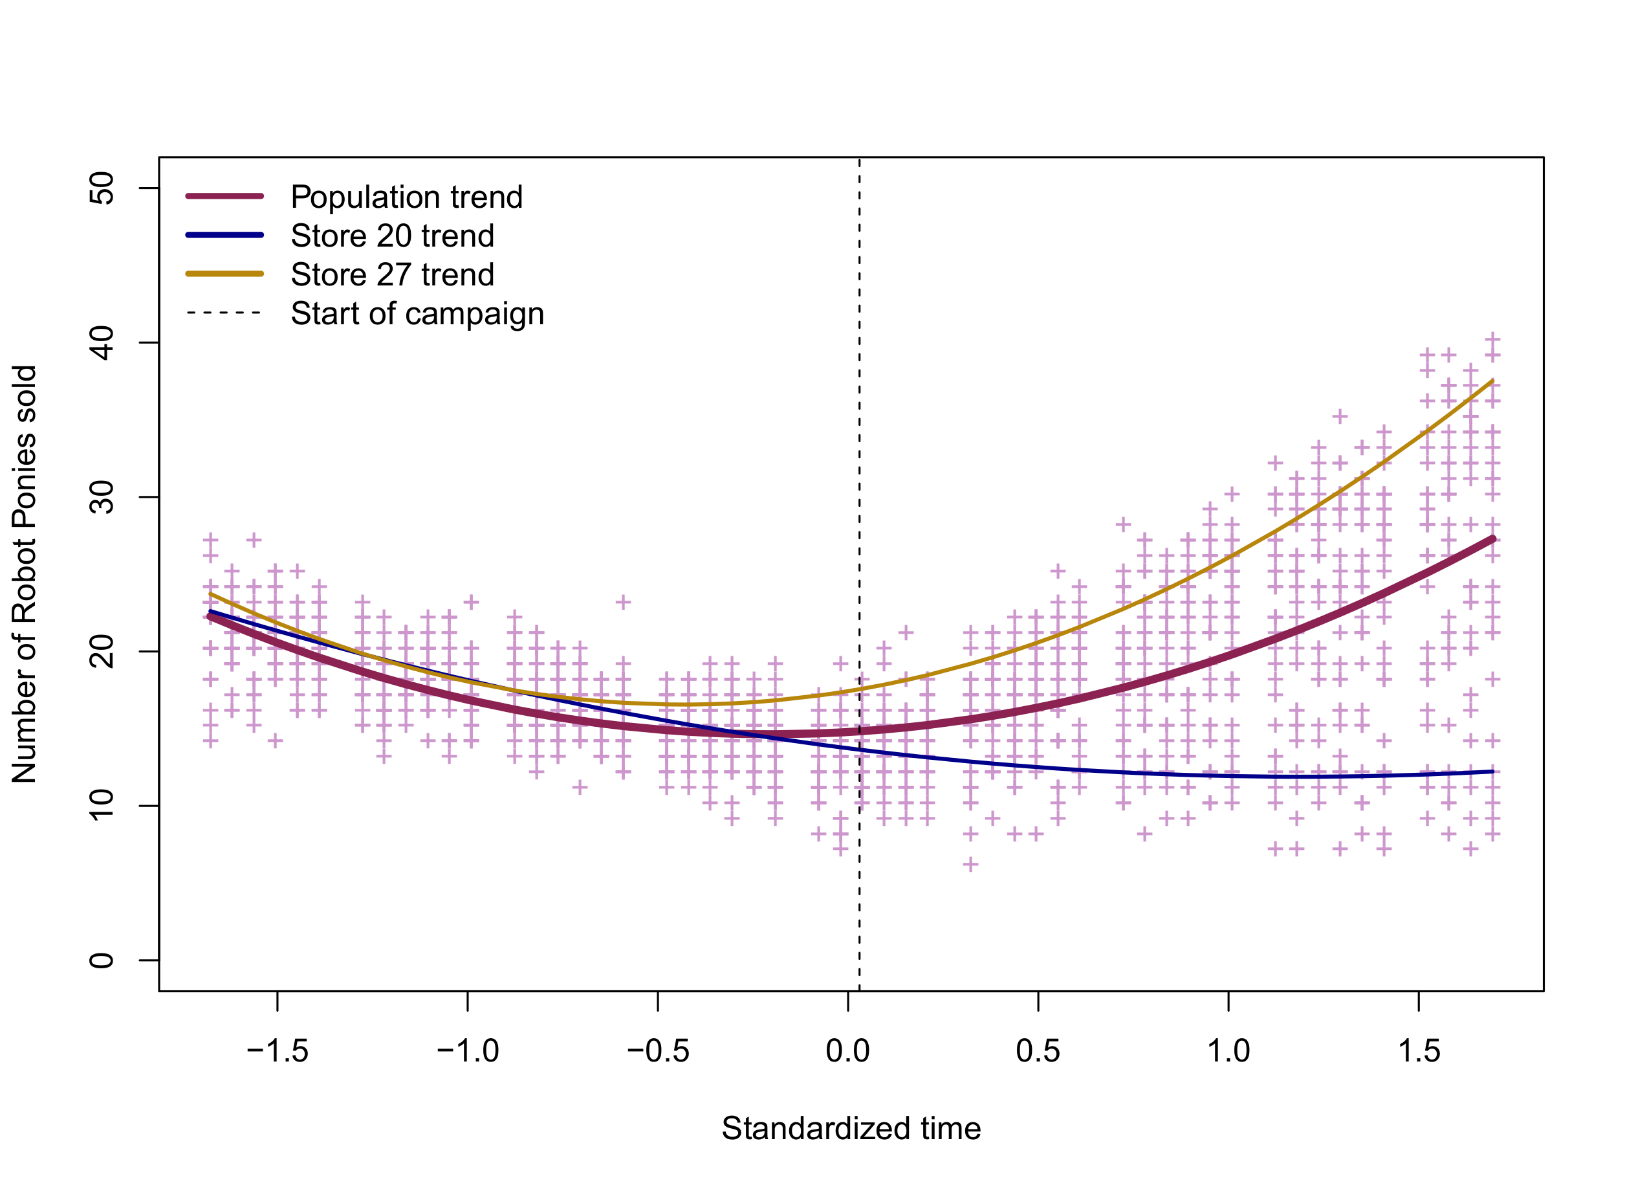 Population trend
Store 20 trend
Store 27 trend
Start of campaign
50
40
30
20
10
0
Number of Robot Ponies sold
−1.5 −1.0 −0.5 0.0 0.5 1.0 1.5
Standardized time